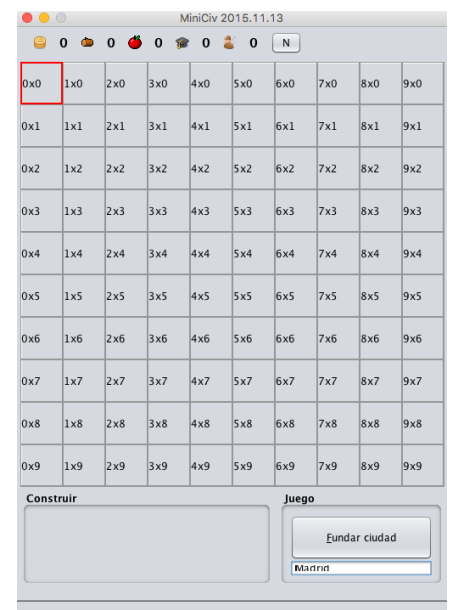 MiniCiv 2015.11.13
0 0 0 0 0 N
0x0 1x0 2x0 3x0 4x0 5x0 6x0 7x0 8x0 9x0
0x1 1x1 2x1 3x1 4x1 5x1 6x1 7x1 8x1 9x1
0x2 1x2 2x2 3x2 4x2 5x2 6x2 7x2 8x2 9x2
0x3 1x3 2x3 3x3 4x3 5x3 6x3 7x3 8x3 9x3
0x4 1x4 2x4 3x4 4x4 5x4 6x4 7x4 8x4 9x4
0x5 1x5 2x5 3x5 4x5 5x5 6x5 7x5 8x5 9x5
0x6 1x6 2x6 3x6 4x6 5x6 6x6 7x6 8x6 9x6
0x7 1x7 2x7 3x7 4x7 5x7 6x7 7x7 8x7 9x7
0x8 1x8 2x8 3x8 4x8 5x8 6x8 7x8 8x8 9x8
0x9 1x9 2x9 3x9 4x9 5x9 6x9 7x9 8x9 9x9
Construir Juego
Fundar ciudad
Madrid